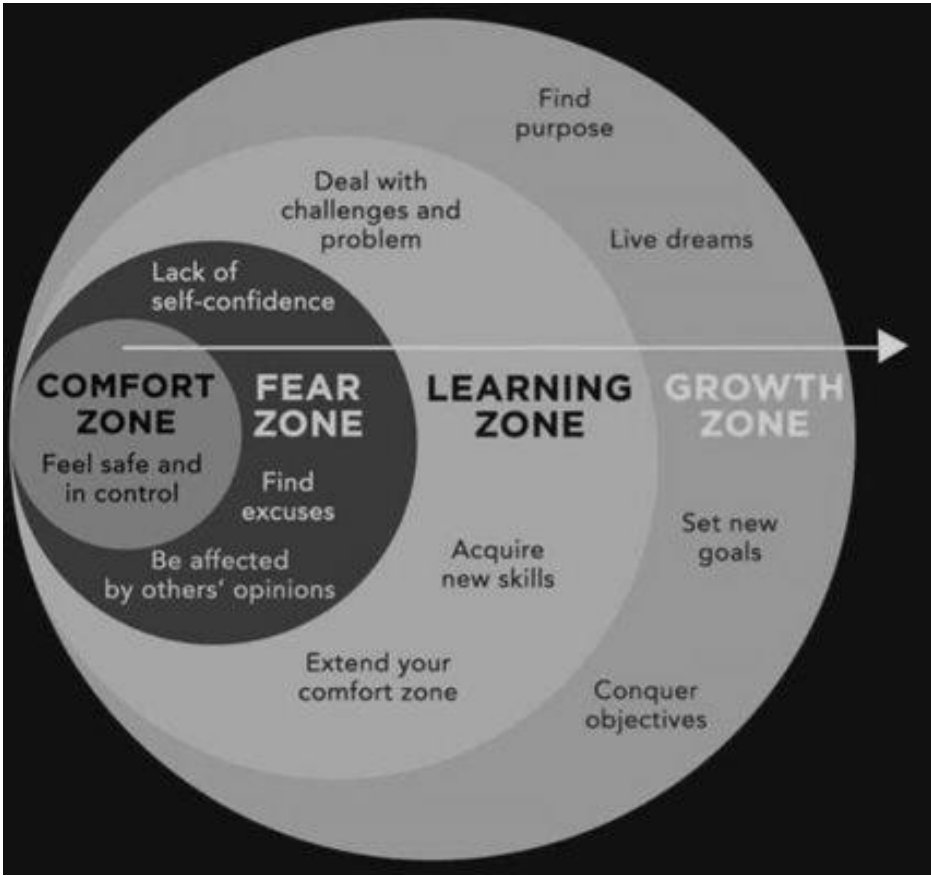 Find
purpose
Deal with
challenges and
problem
Live dreams
Lack of
self-confidence
COMFORT
ZONE
Feel safe and
in control
FEAR
ZONE
LEARNING
ZONE
GROWTH
ZONE
Find
excuses
Be affected
by others' opinions
Acquire
new skills
Set new
goals
Extend your
comfort zone
Conquer
objectives